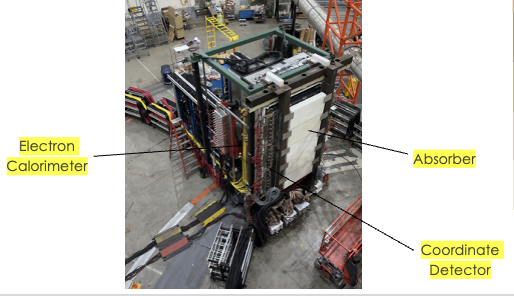 Electron
Calorimeter
Absorber
Coordinate
Detector